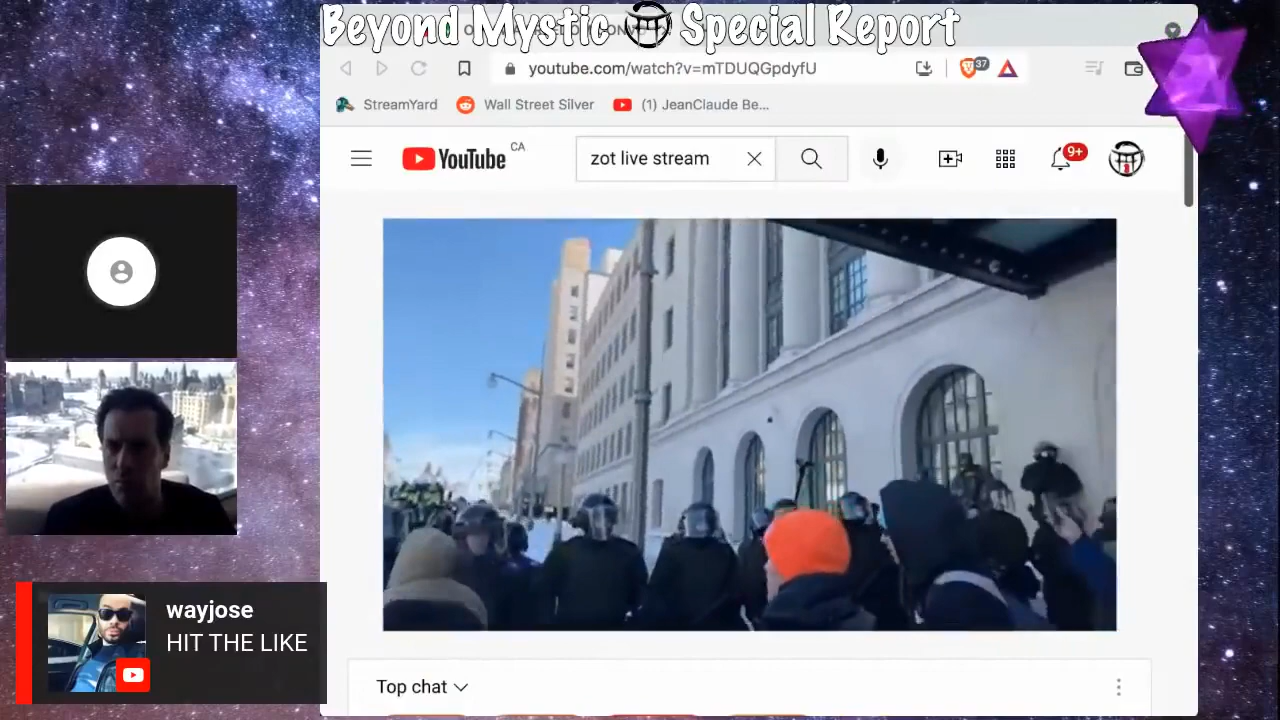 Beyond Mystic Special Report
youtube.com/watch?v=mTDUQGpdyfU
37
StreamYard
Wall Street Silver
(1) JeanClaude Be...
YouTube CA
zot live stream
9+
wayjose
HIT THE LIKE
Top chat